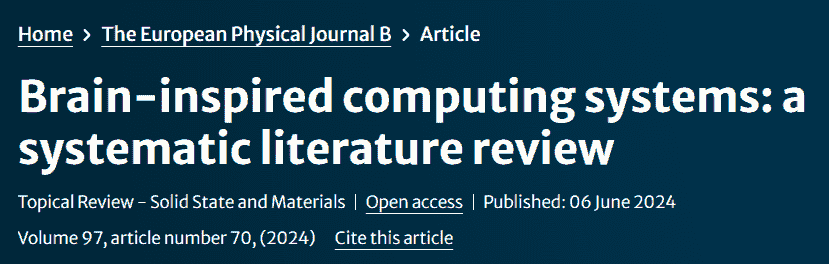 Home > The European Physical Journal B > Article
Brain-inspired computing systems: a
systematic literature review
Topical Review - Solid State and Materials | Open access | Published: 06 June 2024
Volume 97, article number 70, (2024) Cite this article